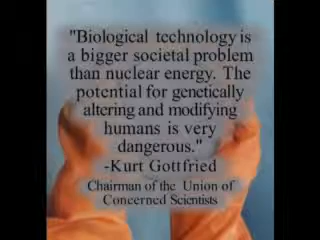 "Biological technology is
a bigger societal problem
than nuclear energy. The
potential for genetically
altering and modifying
humans is very
dangerous."
-Kurt Gottfried
Chairman of the Union of
Concerned Scientists